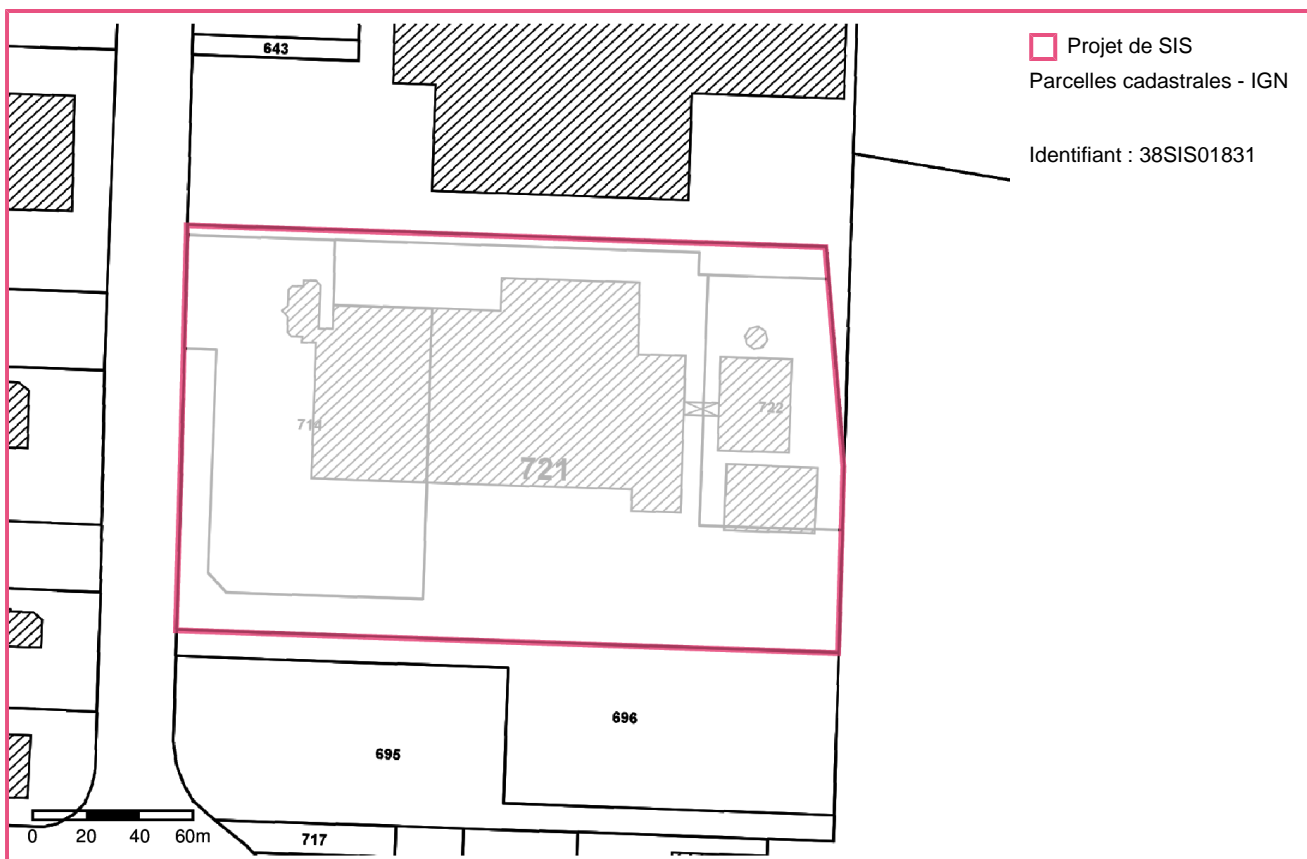 643
Projet de SIS
Parcelles cadastrales - IGN
Identifiant : 38SIS01831
714
722
721
696
695
0 20 40 60m
717